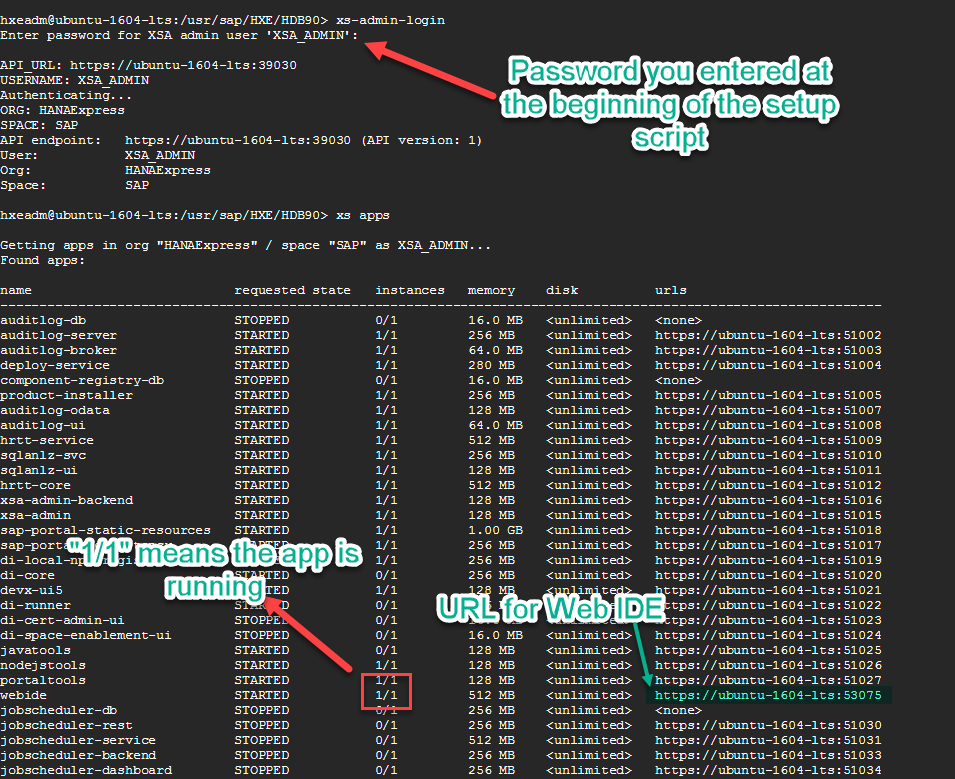 hxeadm@ubuntu-1604-lts:/usr/sap/HXE/HDB90> xs-admin-login
Enter password for XSA admin user 'XSA_ADMIN':
Password you entered at
the beginning of the setup
script
API_URL: https://ubuntu-1604-lts:39030
USERNAME: XSA_ADMIN
Authenticating...
ORG: HANAExpress
SPACE: SAP
API endpoint: https://ubuntu-1604-lts:39030 (API version: 1)
User: XSA_ADMIN
Org: HANAExpress
Space: SAP
hxeadm@ubuntu-1604-lts:/usr/sap/HXE/HDB90> xs apps
Getting apps in org "HANAExpress" / space "SAP" as XSA_ADMIN...
Found apps:
name requested state instances memory disk urls
auditlog-db STOPPED 0/1 16.0 MB <unlimited> <none>
auditlog-server STARTED 1/1 256 MB <unlimited> https://ubuntu-1604-lts:51002
auditlog-broker STARTED 1/1 64.0 MB <unlimited> https://ubuntu-1604-lts:51003
deploy-service STARTED 1/1 280 MB <unlimited> https://ubuntu-1604-lts:51004
component-registry-db STOPPED 0/1 16.0 MB <unlimited> <none>
product-installer STARTED 1/1 256 MB <unlimited> https://ubuntu-1604-lts:51005
auditlog-odata STARTED 1/1 128 MB <unlimited> https://ubuntu-1604-lts:51007
auditlog-ui STARTED 1/1 64.0 MB <unlimited> https://ubuntu-1604-lts:51008
hrtt-service STARTED 1/1 512 MB <unlimited> https://ubuntu-1604-lts:51009
sqlanlz-svc STARTED 1/1 256 MB <unlimited> https://ubuntu-1604-lts:51010
sqlanlz-ui STARTED 1/1 128 MB <unlimited> https://ubuntu-1604-lts:51011
hrtt-core STARTED 1/1 512 MB <unlimited> https://ubuntu-1604-lts:51012
xsa-admin-backend STARTED 1/1 128 MB <unlimited> https://ubuntu-1604-lts:51016
xsa-admin STARTED 1/1 128 MB <unlimited> https://ubuntu-1604-lts:51015
sap-portal-static-resources STARTED 1/1 1.00 GB <unlimited> https://ubuntu-1604-lts:51018
STARTED 1/1 256 MB <unlimited> https://ubuntu-1604-lts:51017
"1/1" means the app is
running
1/1 256 MB <unlimited> https://ubuntu-1604-lts:51019
di-core STARTED 0/1 256 MB <unlimited> https://ubuntu-1604-lts:51020
devx-ui5 1/1 256 MB <unlimited> https://ubuntu-1604-lts:51021
di-runner STARTED 0/1 256 MB <unlimited> :51022
URL for Web IDE
di-cert-admin-ui STOPPED 0/1 <unlimited> :51023
di-space-enablement-ui STOPPED 0/1 16.0 MB <unlimited> https://ubuntu-1604-lts:51024
javatools STARTED 0/1 128 MB <unlimited> https://ubuntu-1604-lts:51025
nodejstools STARTED 1/1 128 MB <unlimited> https://ubuntu-1604-lts:51026
portaltools STARTED 1/1 128 MB <unlimited> https://ubuntu-1604-lts:51027
webide STARTED 1/1 512 MB <unlimited> https://ubuntu-1604-lts:53075
jobscheduler-db STOPPED 0/1 256 MB <unlimited> <none>
jobscheduler-rest STOPPED 0/1 256 MB <unlimited> https://ubuntu-1604-lts:51030
jobscheduler-service STOPPED 0/1 512 MB <unlimited> https://ubuntu-1604-lts:51031
jobscheduler-backend STOPPED 0/1 256 MB <unlimited> https://ubuntu-1604-lts:51033
jobscheduler-dashboard STOPPED 0/1 256 MB <unlimited> https://ubuntu-1604-lts:51034